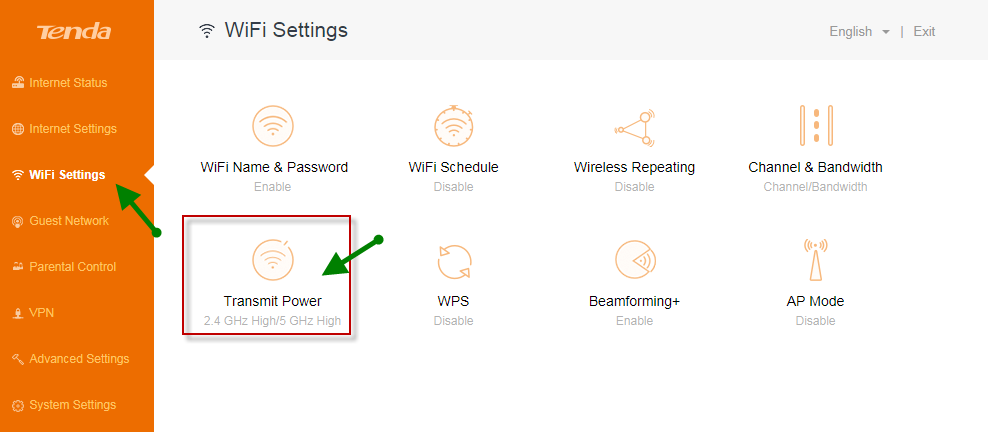 Tenda
WiFi Settings
English | Exit
Internet Status
Internet Settings
WiFi Settings
Guest Network
Parental Control
VPN
Advanced Settings
System Settings
WiFi Name & Password
Enable
WiFi Schedule
Disable
Wireless Repeating
Disable
Channel & Bandwidth
Channel/Bandwidth
Transmit Power
2.4 GHz High/5 GHz High
WPS
Disable
Beamforming+
Enable
AP Mode
Disable